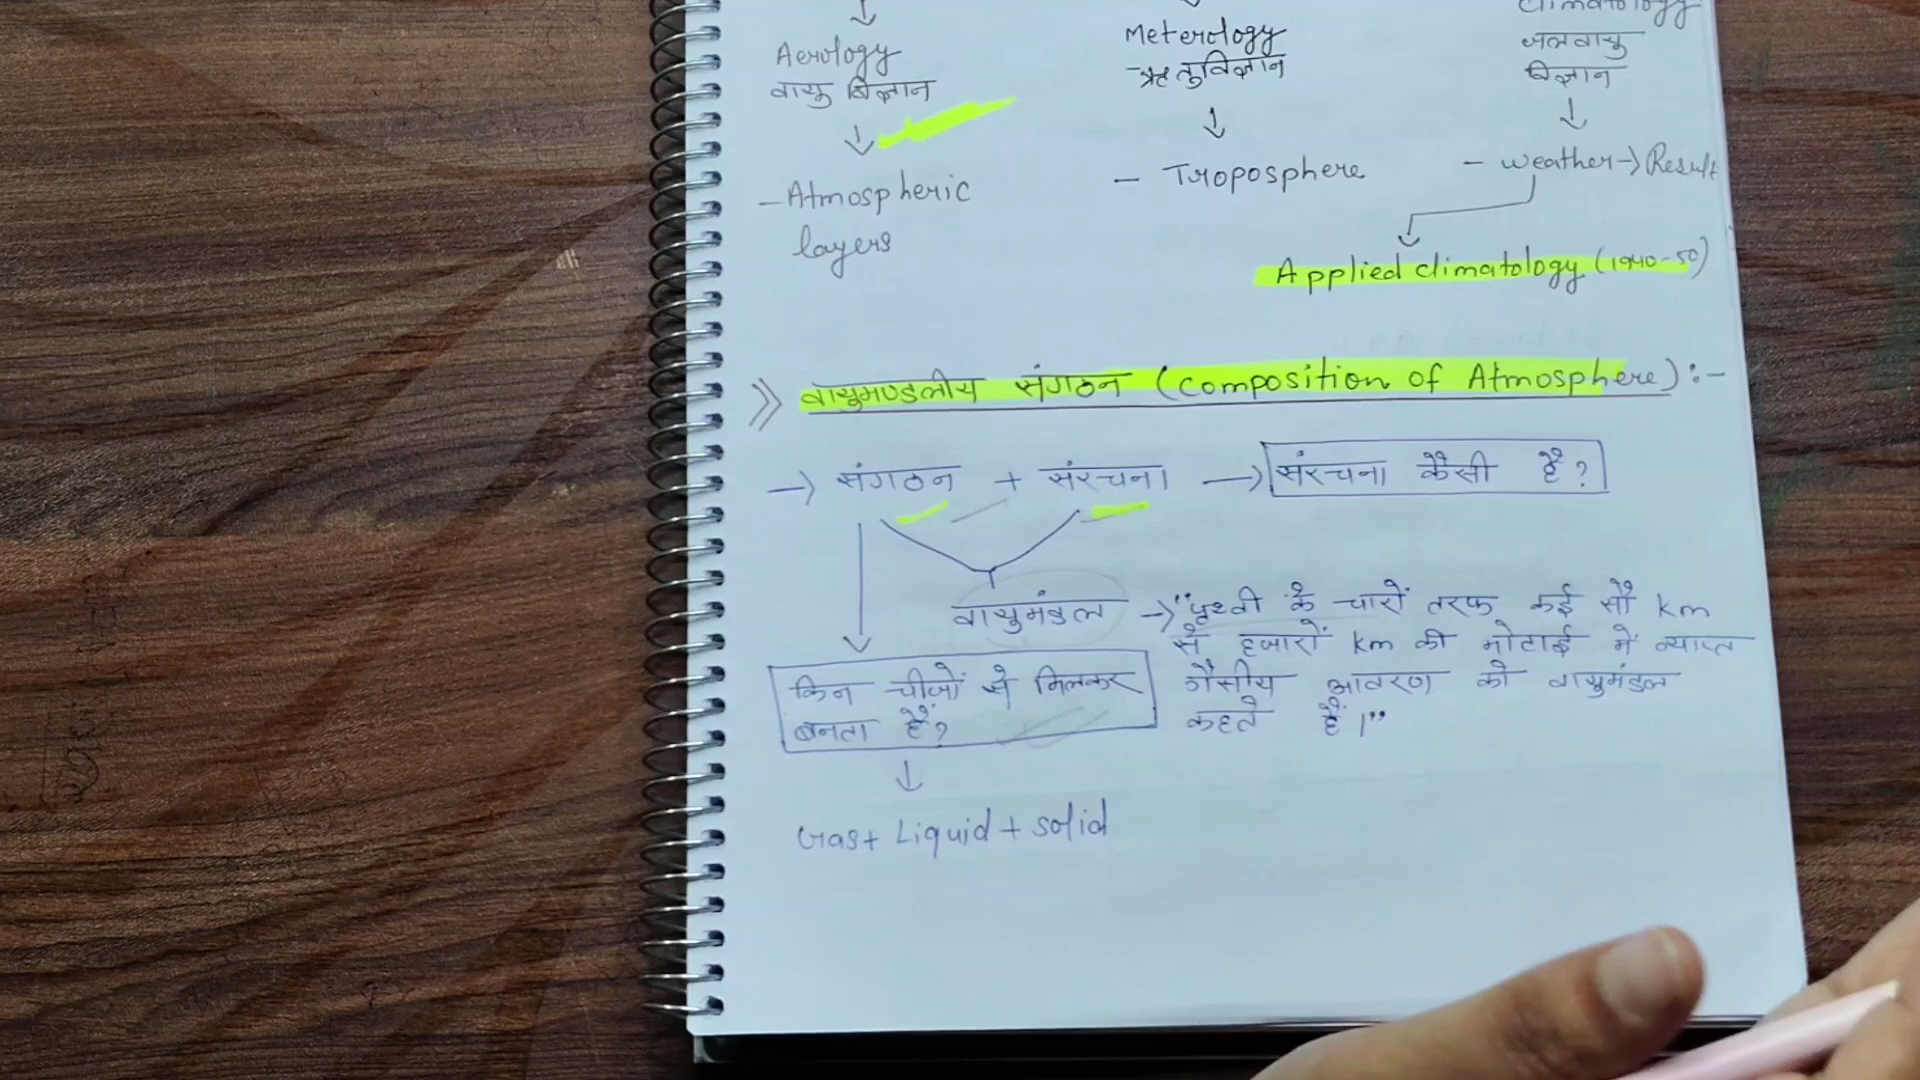 Climatology
Aerology
वायु विज्ञान
Meterology
ऋतुविज्ञान
जलवायु
विज्ञान
- Atmospheric
layers
- Troposphere
- weather → Result
Applied climatology (1940-50)
वायुमण्डलीय संगठन (composition of Atmosphere) :-
→ संगठन + संरचना → संरचना कैसी है?
वायुमंडल → "पृथ्वी के चारों तरफ कई सौ km
से हजारों km की मोटाई में व्याप्त
गैसीय आवरण को वायुमंडल
कहते हैं।"
किन चीजों से मिलकर
बनता है?
Gas + Liquid + solid